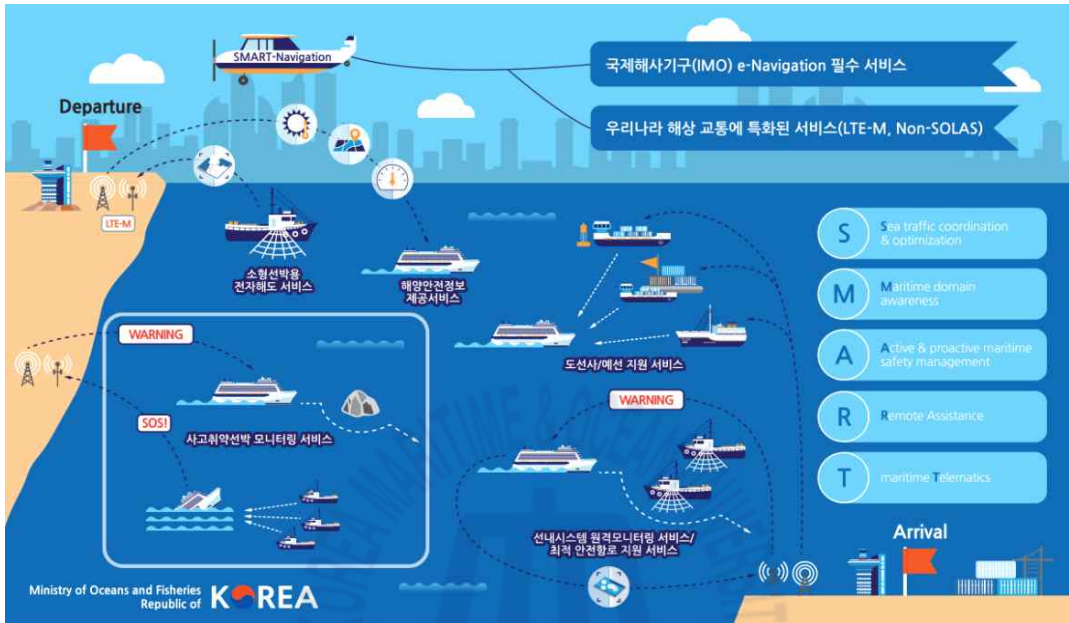 SMART-Navigation
국제해사기구(IMO) e-Navigation 필수 서비스
우리나라 해상 교통에 특화된 서비스(LTE-M, Non-SOLAS)
Departure
LTE-M
소형선박용
전자해도 서비스
해양안전정보
제공서비스
도선사/예선 지원 서비스
S
Sea traffic coordination
& optimization
M
Maritime domain
awareness
A
Active & proactive maritime
safety management
R
Remote Assistance
T
maritime Telematics
WARNING
SOS!
사고취약선박 모니터링 서비스
WARNING
선내시스템 원격모니터링 서비스/
최적 안전항로 지원 서비스
Arrival
Ministry of Oceans and Fisheries
Republic of KOREA
KOREA MARITIME & OCEAN UNIVERSITY